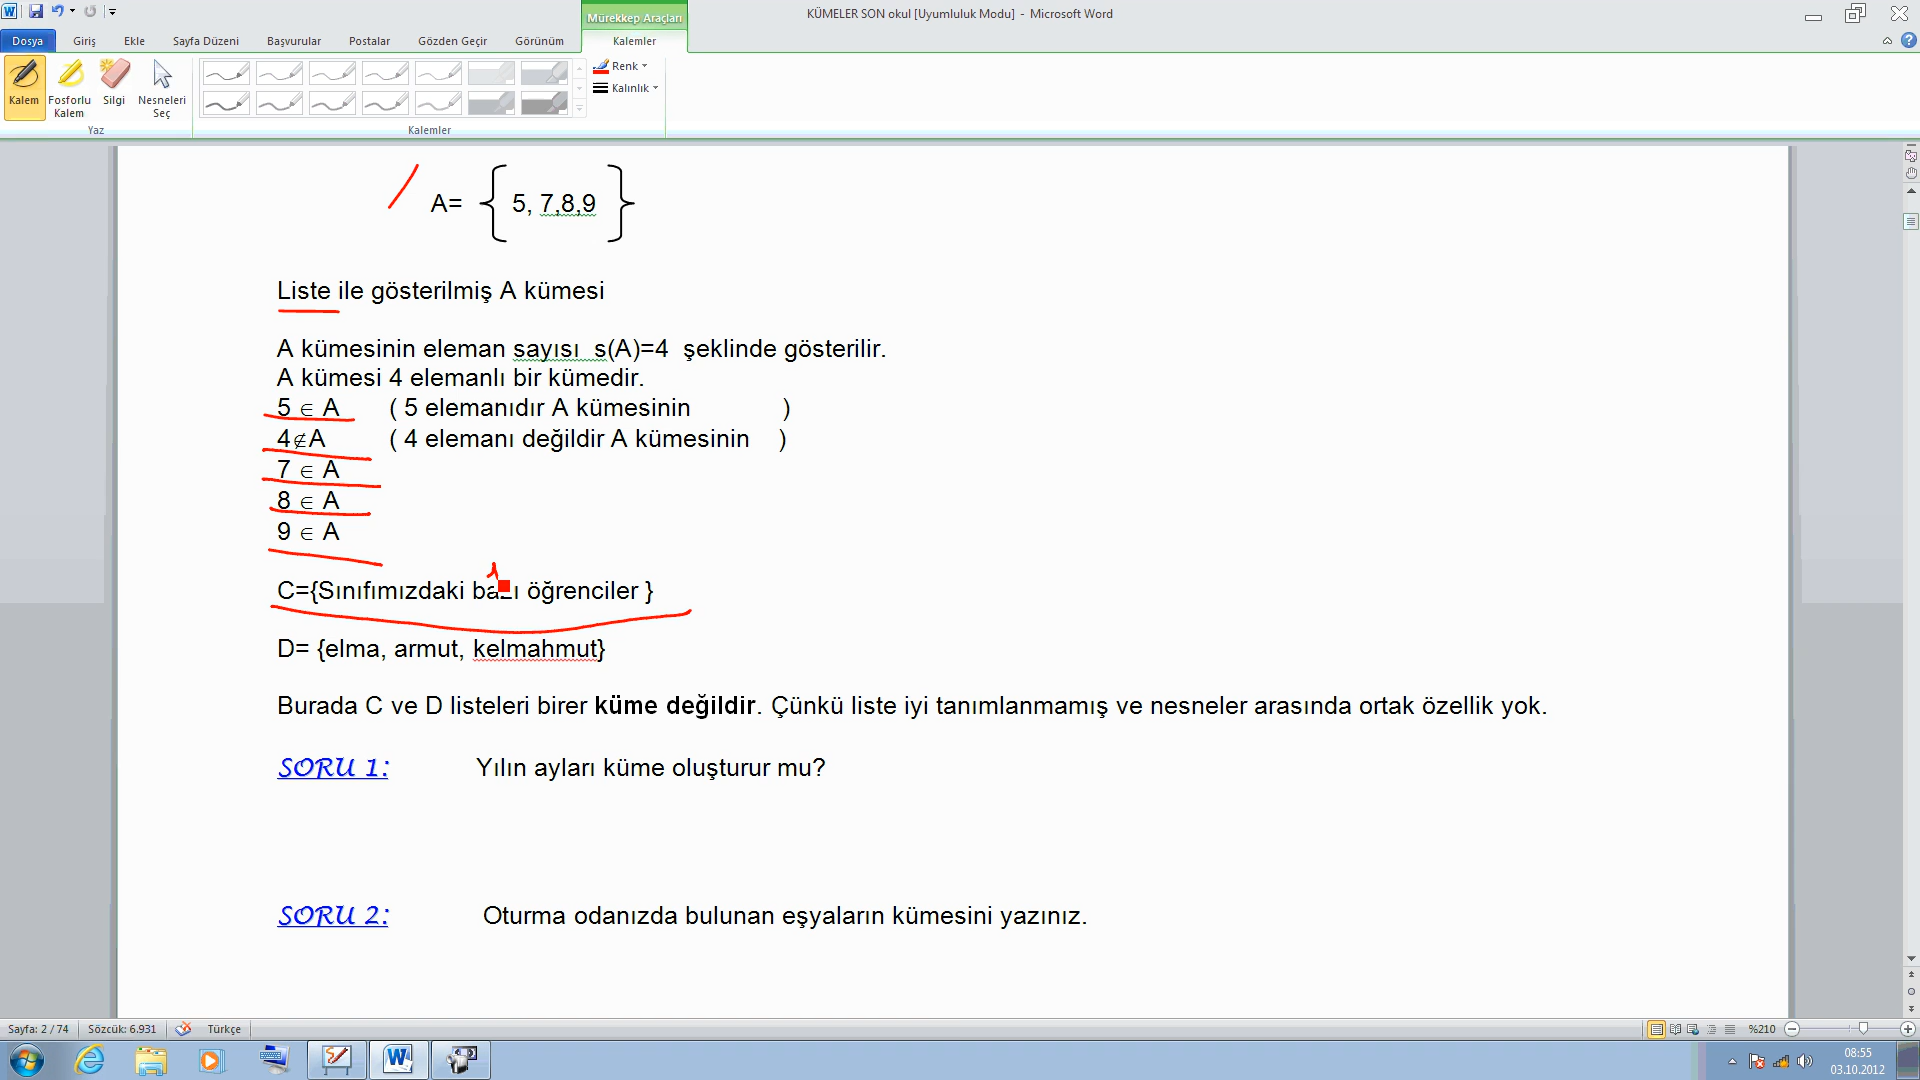 KÜMELER SON okul [Uyumluluk Modu] - Microsoft Word
Mürekkep Araçları
Dosya Giriş Ekle Sayfa Düzeni Başvurular Postalar Gözden Geçir Görünüm Kalemler
Kalem
Fosforlu Kalem
Silgi
Nesneleri Seç
Renk
Kalınlık
Yaz
Kalemler
A= { 5, 7,8,9 }
Liste ile gösterilmiş A kümesi
A kümesinin eleman sayısı s(A)=4 şeklinde gösterilir.
A kümesi 4 elemanlı bir kümedir.
5 ∈ A ( 5 elemanıdır A kümesinin )
4∉A ( 4 elemanı değildir A kümesinin )
7 ∈ A
8 ∈ A
9 ∈ A
C={Sınıfımızdaki bazı öğrenciler }
D= {elma, armut, kelmahmut}
Burada C ve D listeleri birer küme değildir. Çünkü liste iyi tanımlanmamış ve nesneler arasında ortak özellik yok.
SORU 1: Yılın ayları küme oluşturur mu?
SORU 2: Oturma odanızda bulunan eşyaların kümesini yazınız.
Sayfa: 2 / 74 Sözcük: 6.931 Türkçe %210
08:55
03.10.2012